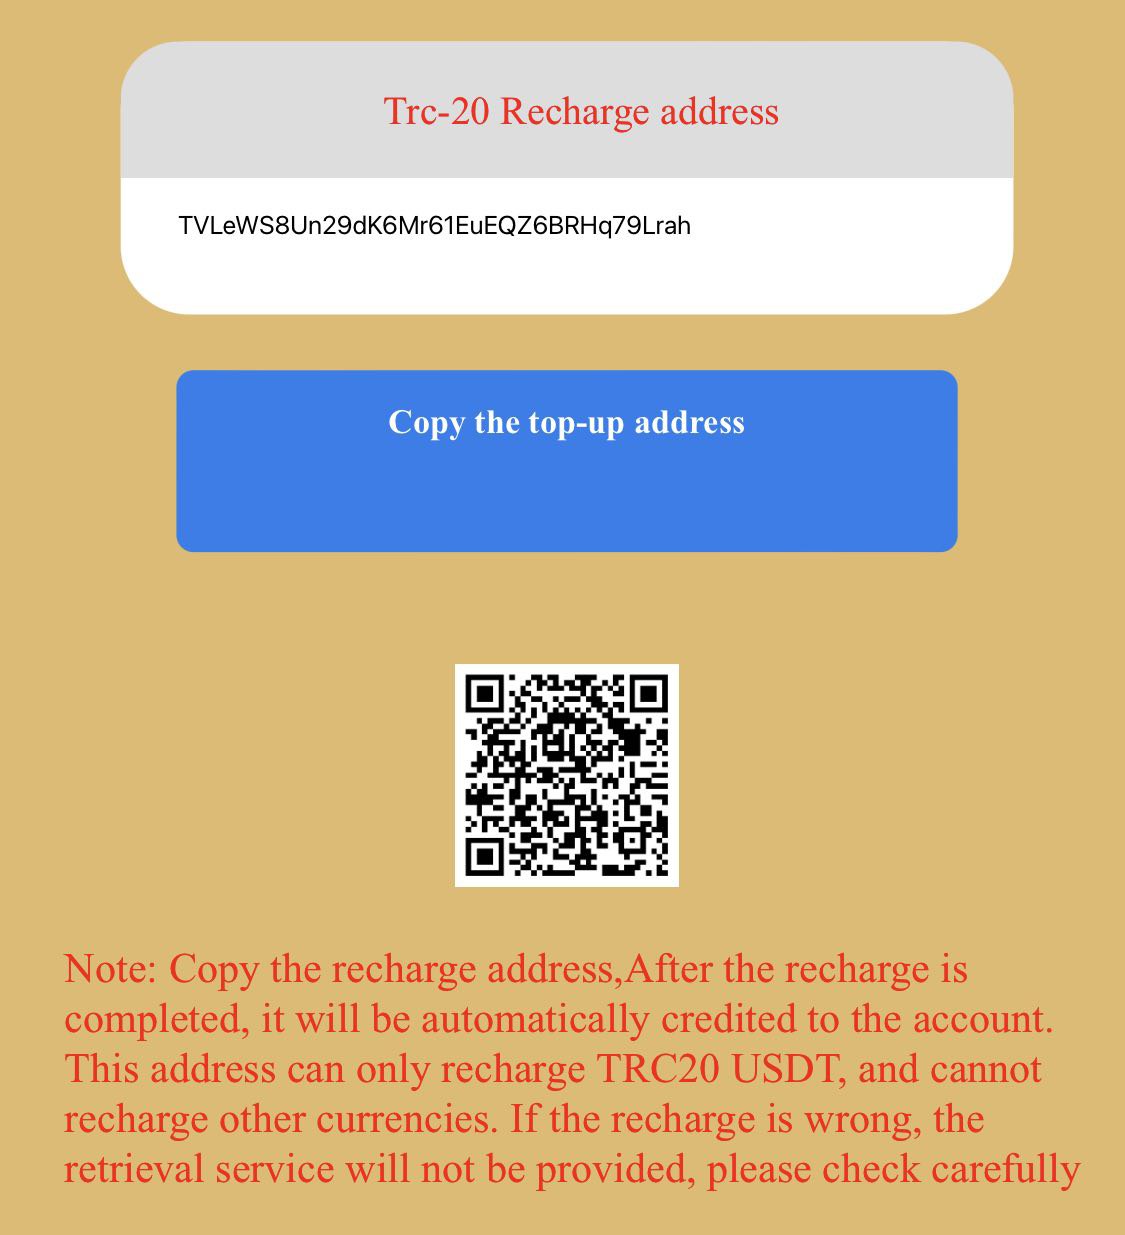 Trc-20 Recharge address
TVLeWS8Un29dK6Mr61EuEQZ6BRHq79Lrah
Copy the top-up address
Note: Copy the recharge address,After the recharge is
completed, it will be automatically credited to the account.
This address can only recharge TRC20 USDT, and cannot
recharge other currencies. If the recharge is wrong, the
retrieval service will not be provided, please check carefully